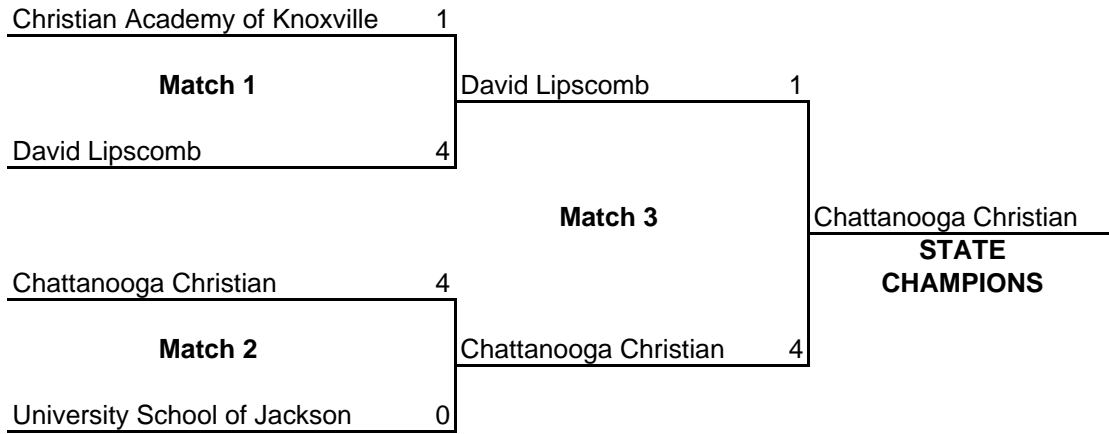 Christian Academy of Knoxville 1
Match 1
David Lipscomb 1
David Lipscomb 4
Match 3
Chattanooga Christian
STATE
CHAMPIONS
Chattanooga Christian 4
Match 2
Chattanooga Christian 4
University School of Jackson 0